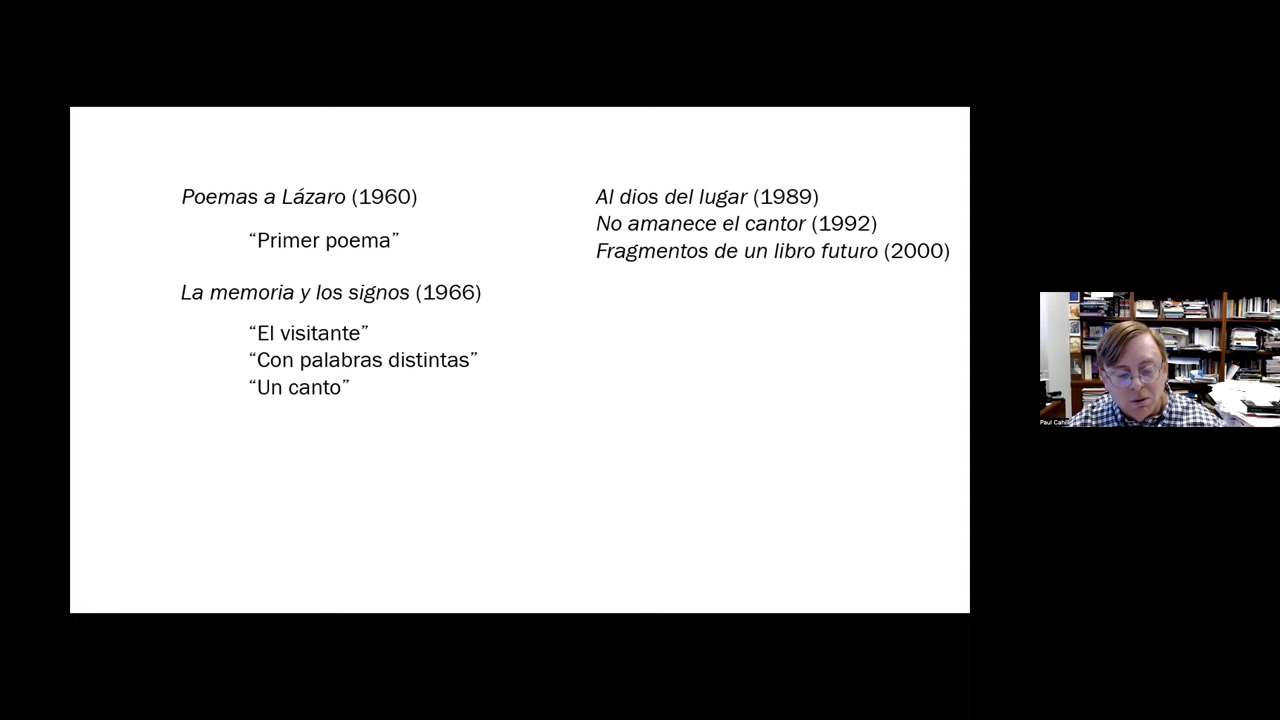 Poemas a Lázaro (1960)
“Primer poema”
La memoria y los signos (1966)
“El visitante”
“Con palabras distintas”
“Un canto”
Al dios del lugar (1989)
No amanece el cantor (1992)
Fragmentos de un libro futuro (2000)
Paul